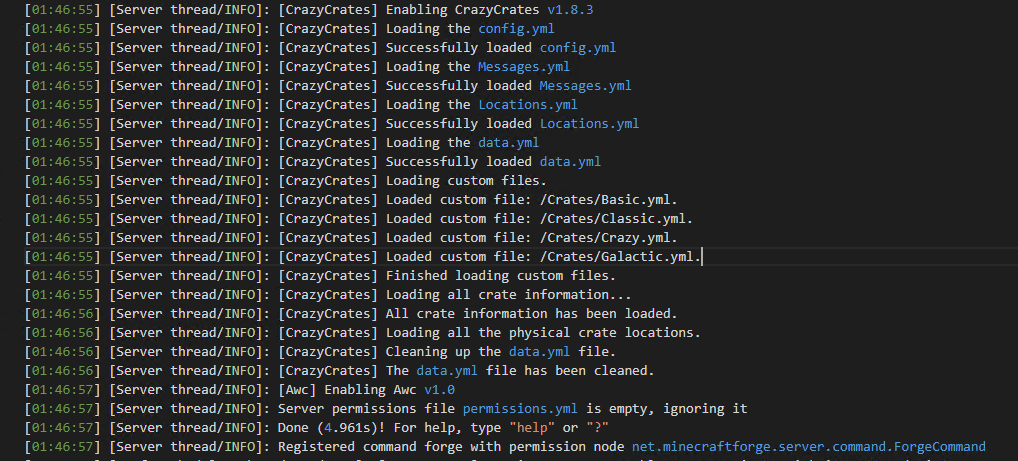 [01:46:55] [Server thread/INFO]: [CrazyCrates] Enabling CrazyCrates v1.8.3
[01:46:55] [Server thread/INFO]: [CrazyCrates] Loading the config.yml
[01:46:55] [Server thread/INFO]: [CrazyCrates] Successfully loaded config.yml
[01:46:55] [Server thread/INFO]: [CrazyCrates] Loading the Messages.yml
[01:46:55] [Server thread/INFO]: [CrazyCrates] Successfully loaded Messages.yml
[01:46:55] [Server thread/INFO]: [CrazyCrates] Loading the Locations.yml
[01:46:55] [Server thread/INFO]: [CrazyCrates] Successfully loaded Locations.yml
[01:46:55] [Server thread/INFO]: [CrazyCrates] Loading the data.yml
[01:46:55] [Server thread/INFO]: [CrazyCrates] Successfully loaded data.yml
[01:46:55] [Server thread/INFO]: [CrazyCrates] Loading custom files.
[01:46:55] [Server thread/INFO]: [CrazyCrates] Loaded custom file: /Crates/Basic.yml.
[01:46:55] [Server thread/INFO]: [CrazyCrates] Loaded custom file: /Crates/Classic.yml.
[01:46:55] [Server thread/INFO]: [CrazyCrates] Loaded custom file: /Crates/Crazy.yml.
[01:46:55] [Server thread/INFO]: [CrazyCrates] Loaded custom file: /Crates/Galactic.yml.
[01:46:55] [Server thread/INFO]: [CrazyCrates] Finished loading custom files.
[01:46:55] [Server thread/INFO]: [CrazyCrates] Loading all crate information...
[01:46:56] [Server thread/INFO]: [CrazyCrates] All crate information has been loaded.
[01:46:56] [Server thread/INFO]: [CrazyCrates] Loading all the physical crate locations.
[01:46:56] [Server thread/INFO]: [CrazyCrates] Cleaning up the data.yml file.
[01:46:56] [Server thread/INFO]: [CrazyCrates] The data.yml file has been cleaned.
[01:46:57] [Server thread/INFO]: [Awc] Enabling Awc v1.0
[01:46:57] [Server thread/INFO]: Server permissions file permissions.yml is empty, ignoring it
[01:46:57] [Server thread/INFO]: Done (4.961s)! For help, type "help" or "?"
[01:46:57] [Server thread/INFO]: Registered command forge with permission node net.minecraftforge.server.command.ForgeCommand